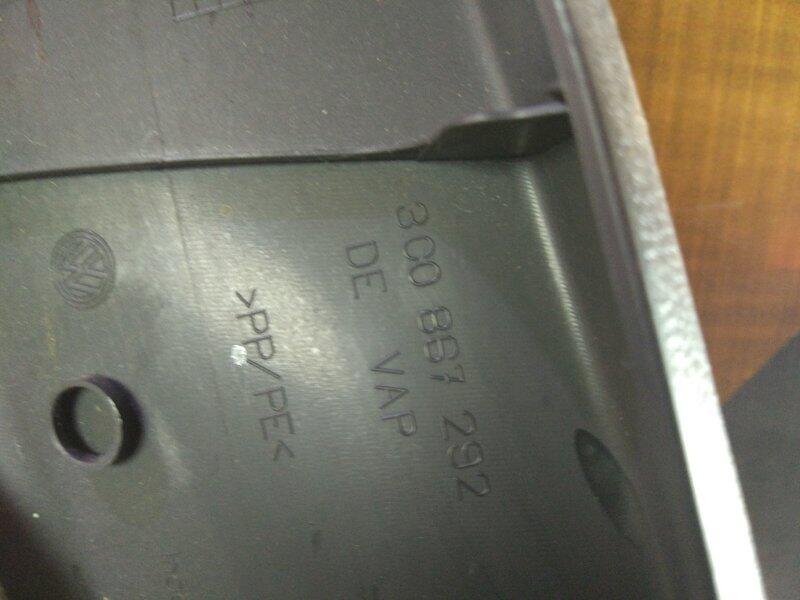 3C0 867 292
DE VAP
>PP/PE<